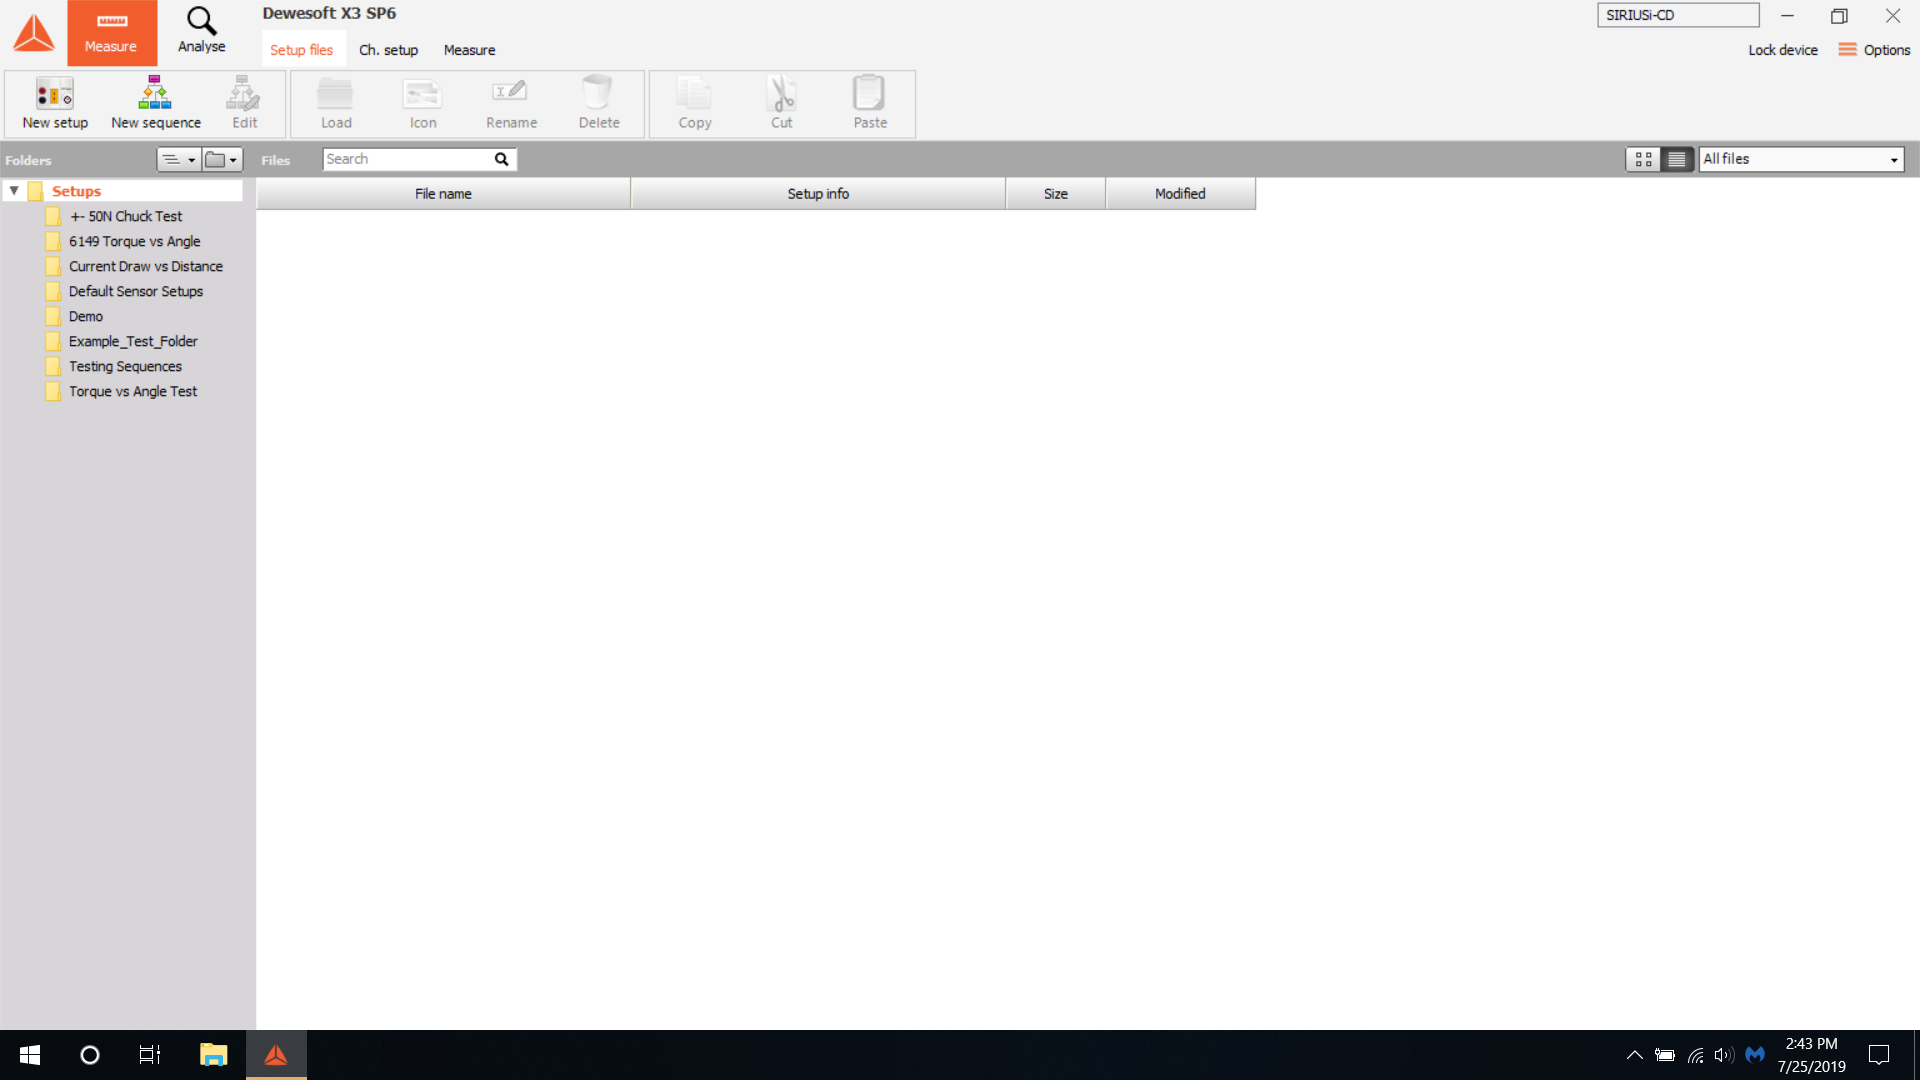 Dewesoft X3 SP6
SIRIUSi-CD
Measure
Analyse
Setup files
Ch. setup
Measure
Lock device
Options
New setup
New sequence
Edit
Load
Icon
Rename
Delete
Copy
Cut
Paste
Folders
Files
Search
All files
Setups
+- 50N Chuck Test
6149 Torque vs Angle
Current Draw vs Distance
Default Sensor Setups
Demo
Example_Test_Folder
Testing Sequences
Torque vs Angle Test
File name
Setup info
Size
Modified
2:43 PM
7/25/2019